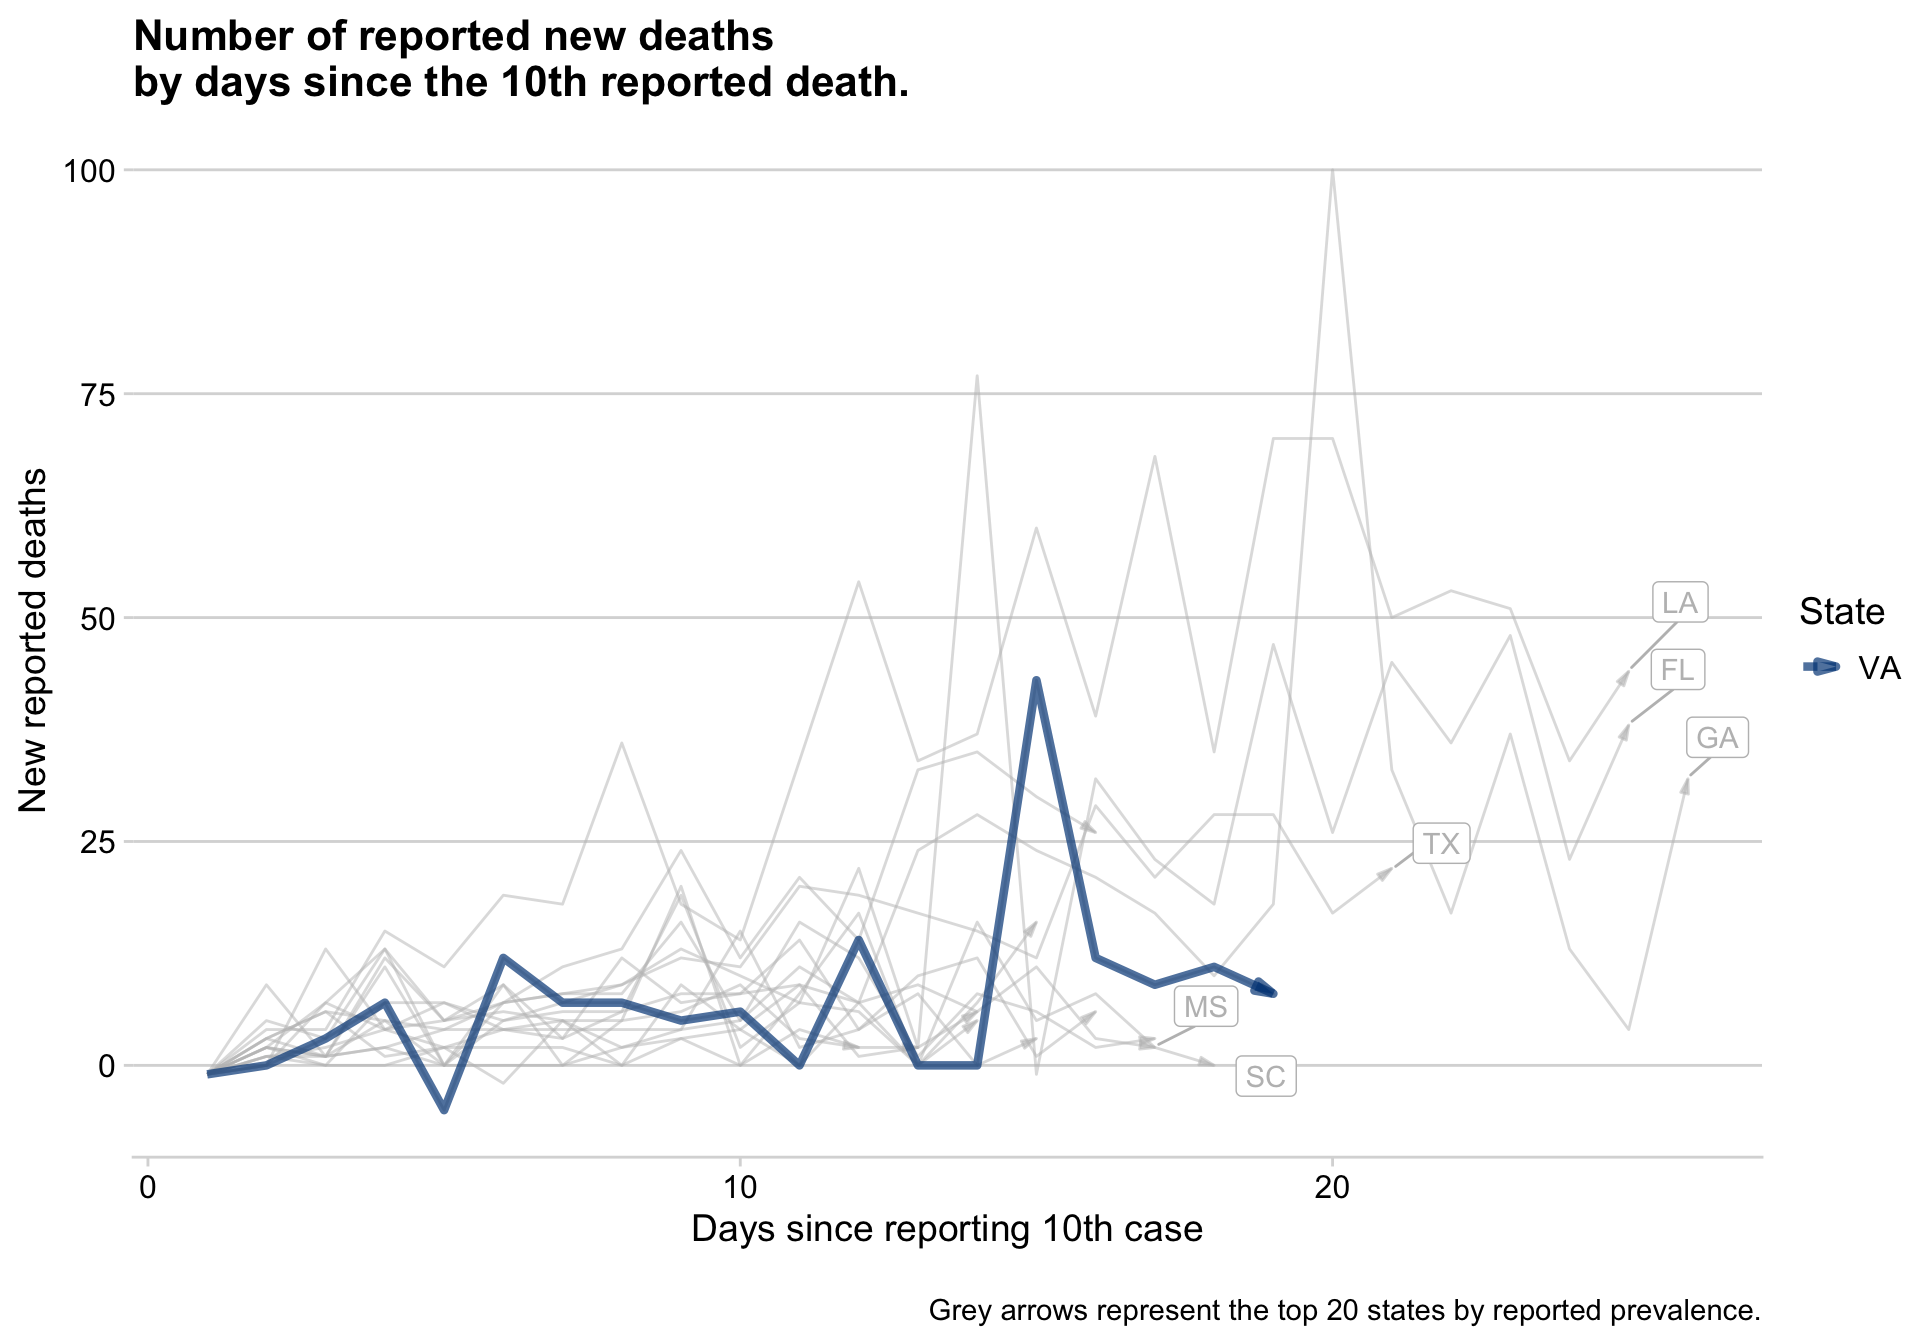 Number of reported new deaths
by days since the 10th reported death.
100
75
50
25
0
New reported deaths
LA
FL
GA
TX
MS
SC
State
VA
0
10
20
Days since reporting 10th case
Grey arrows represent the top 20 states by reported prevalence.